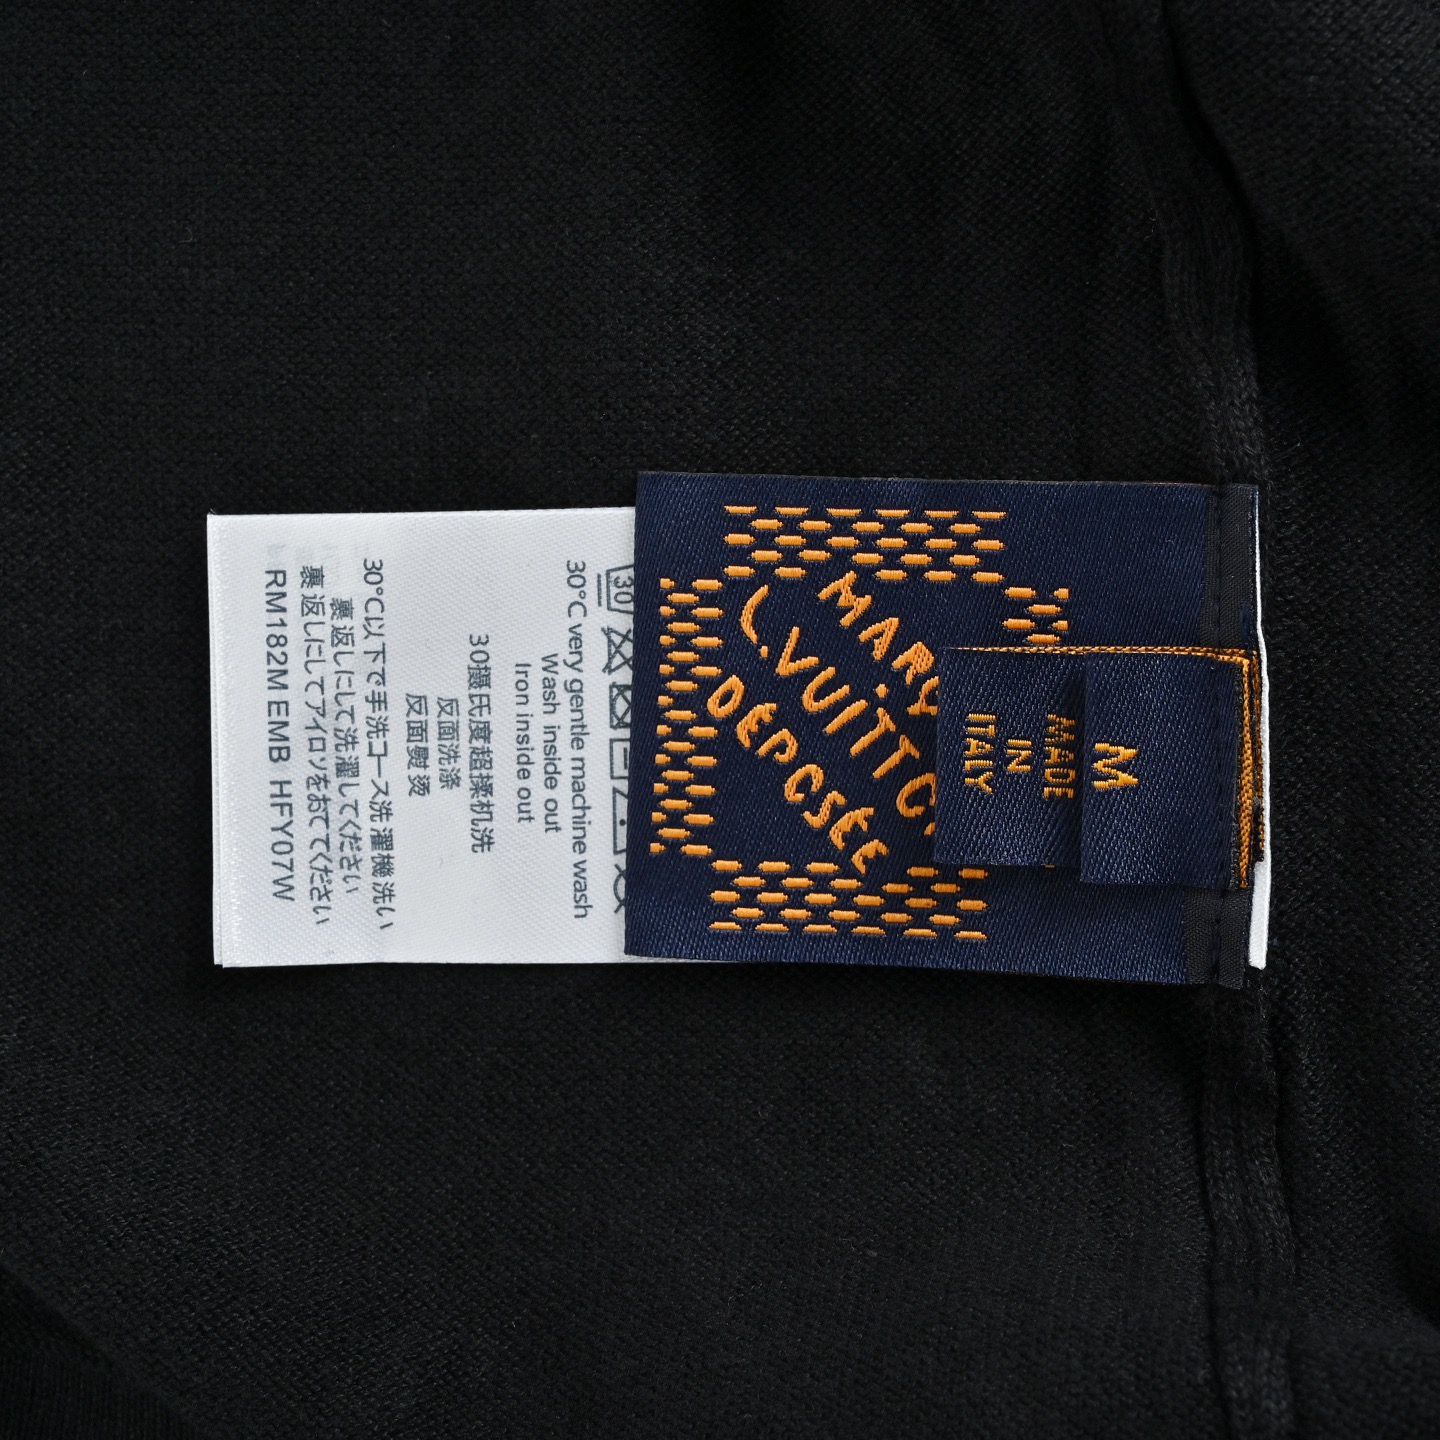 MARQUE
L.VUITTON
DÉPOSÉE
MADE
IN
ITALY
M
30
30°C very gentle machine wash
Wash inside out
Iron inside out
30摄氏度超揉机洗
反面洗涤
反面熨烫
30°C以下で手洗コース洗濯機洗い
裏返しにして洗濯してください
裏返しにしてアイロンをおてください
RM182M EMB HFY07W